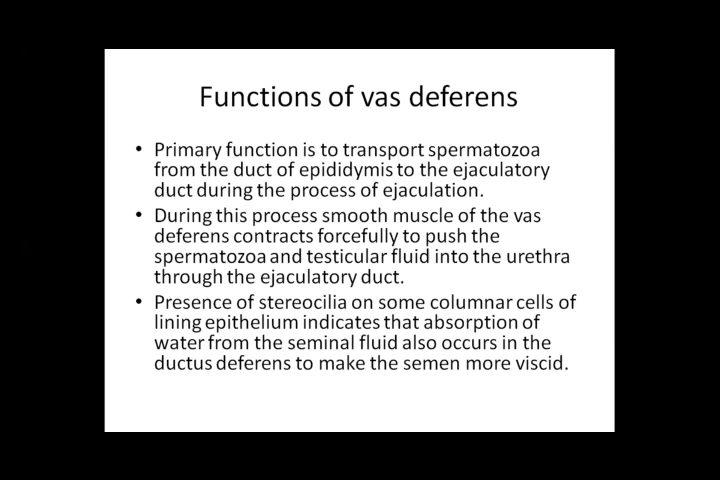 Functions of vas deferens
• Primary function is to transport spermatozoa
from the duct of epididymis to the ejaculatory
duct during the process of ejaculation.
• During this process smooth muscle of the vas
deferens contracts forcefully to push the
spermatozoa and testicular fluid into the urethra
through the ejaculatory duct.
• Presence of stereocilia on some columnar cells of
lining epithelium indicates that absorption of
water from the seminal fluid also occurs in the
ductus deferens to make the semen more viscid.